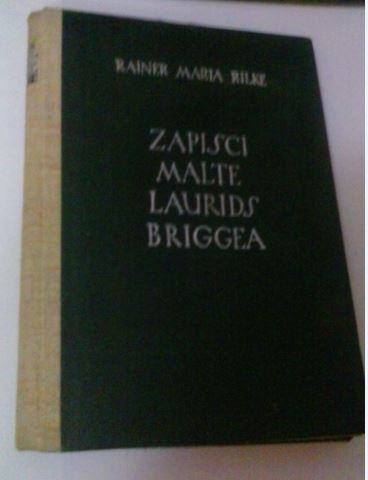 RAINER MARIA RILKE
ZAPISCI
MALTE
LAURIDS
BRIGGEA